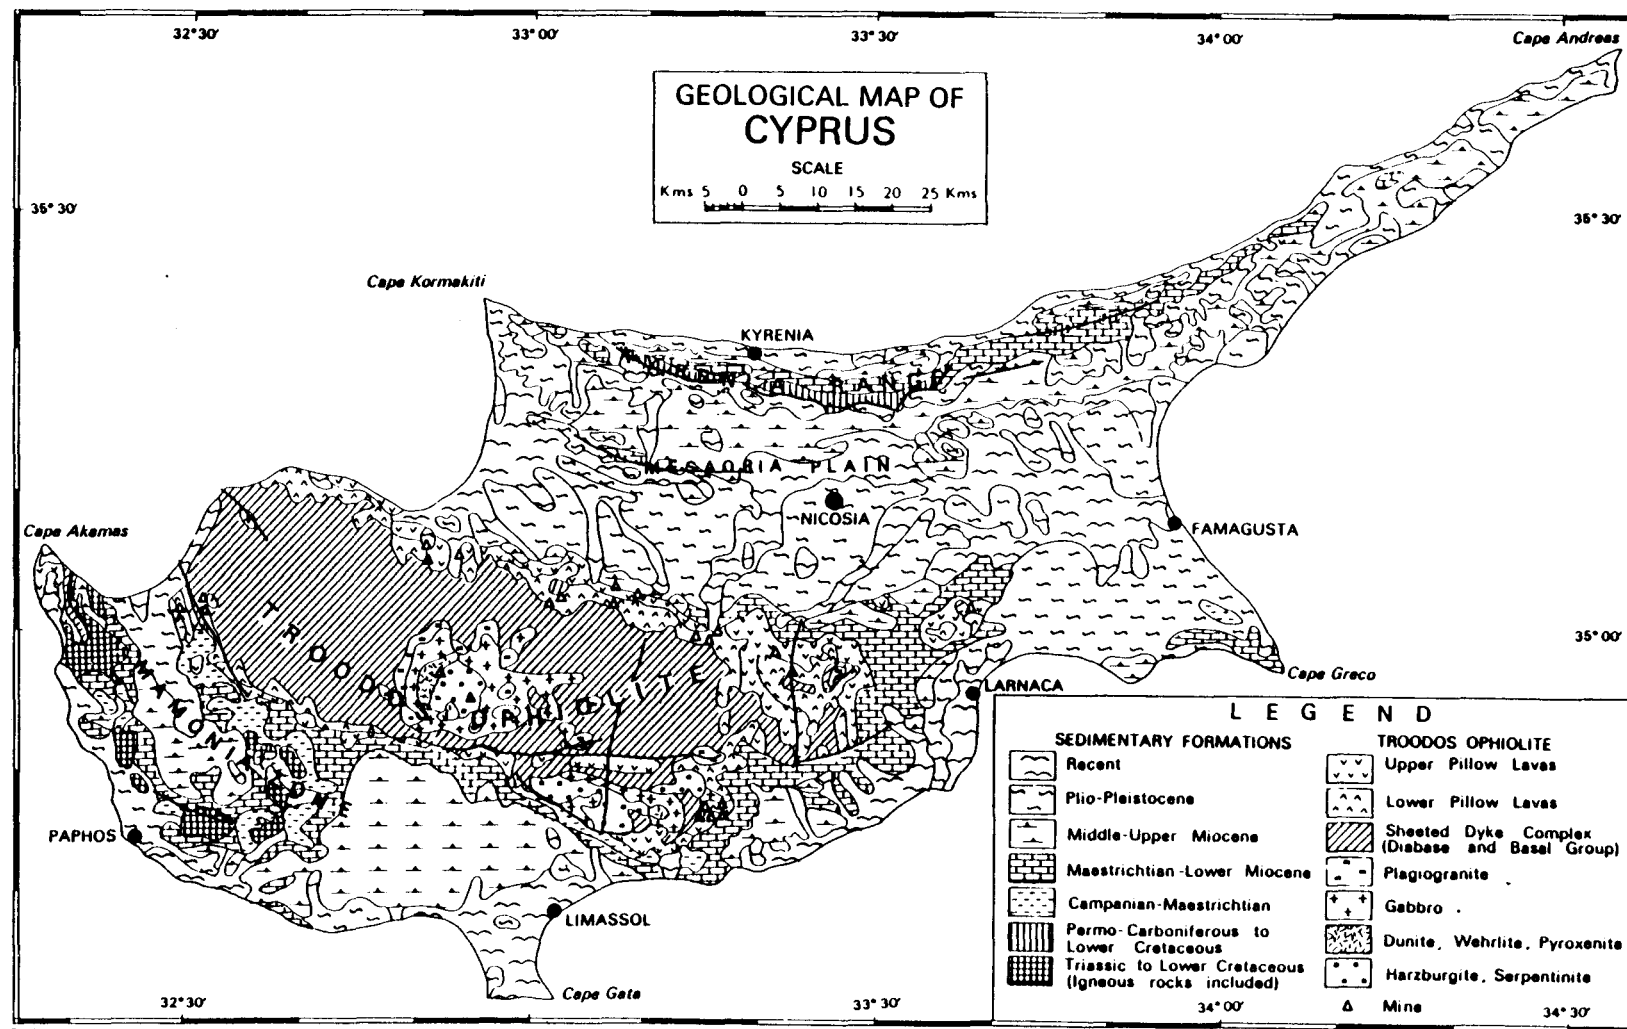 32° 30'
33° 00'
33° 30'
34° 00'
Cape Andreas
GEOLOGICAL MAP OF
CYPRUS
SCALE
Kms 5 0 5 10 15 20 25 Kms
35° 30'
35° 30'
Cape Kormakiti
KYRENIA
KYRENIA RANGE
MESAORIA PLAIN
NICOSIA
FAMAGUSTA
Cape Akamas
TROODOS OPHIOLITE
35° 00'
Cape Greco
LARNACA
MAMONIA ZONE
PAPHOS
LIMASSOL
Cape Gata
LEGEND
SEDIMENTARY FORMATIONS
Recent
Plio-Pleistocene
Middle-Upper Miocene
Maestrichtian-Lower Miocene
Campanian-Maestrichtian
Permo-Carboniferous to
Lower Cretaceous
Triassic to Lower Cretaceous
(Igneous rocks included)
TROODOS OPHIOLITE
Upper Pillow Lavas
Lower Pillow Lavas
Sheeted Dyke Complex
(Diabase and Basal Group)
Plagiogranite
Gabbro
Dunite, Wehrlite, Pyroxenite
Harzburgite, Serpentinite
Mine
32° 30'
33° 30'
34° 00'
34° 30'